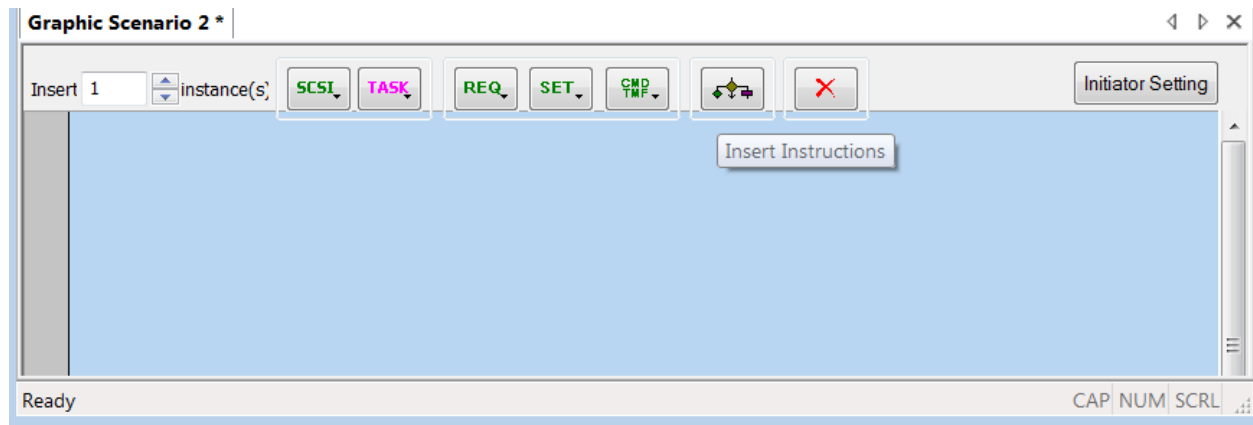 Graphic Scenario 2 *
Insert 1 instance(s) SCSI TASK REQ SET CMD TMF Initiator Setting
Insert Instructions
Ready CAP NUM SCRL